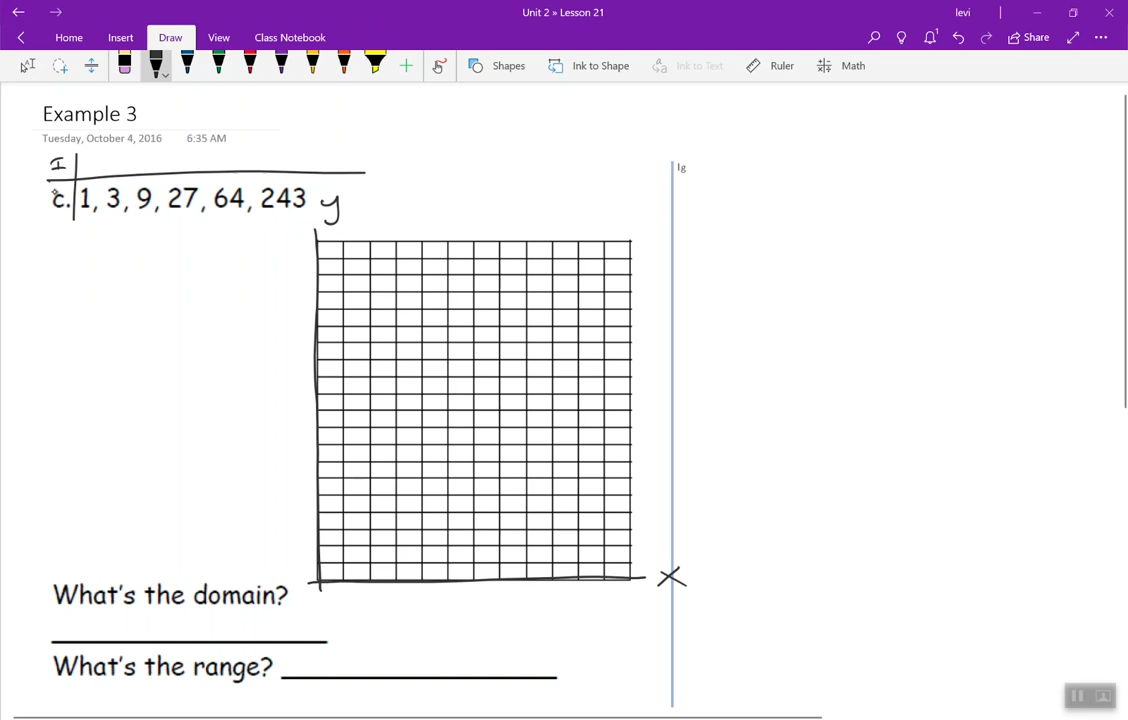 Unit 2 » Lesson 21
levi
Home Insert Draw View Class Notebook
1 Share
Shapes Ink to Shape Ink to Text Ruler Math
Example 3
Tuesday, October 4, 2016 6:35 AM
lg
I
c. 1, 3, 9, 27, 64, 243 y
x
What's the domain?
What's the range?